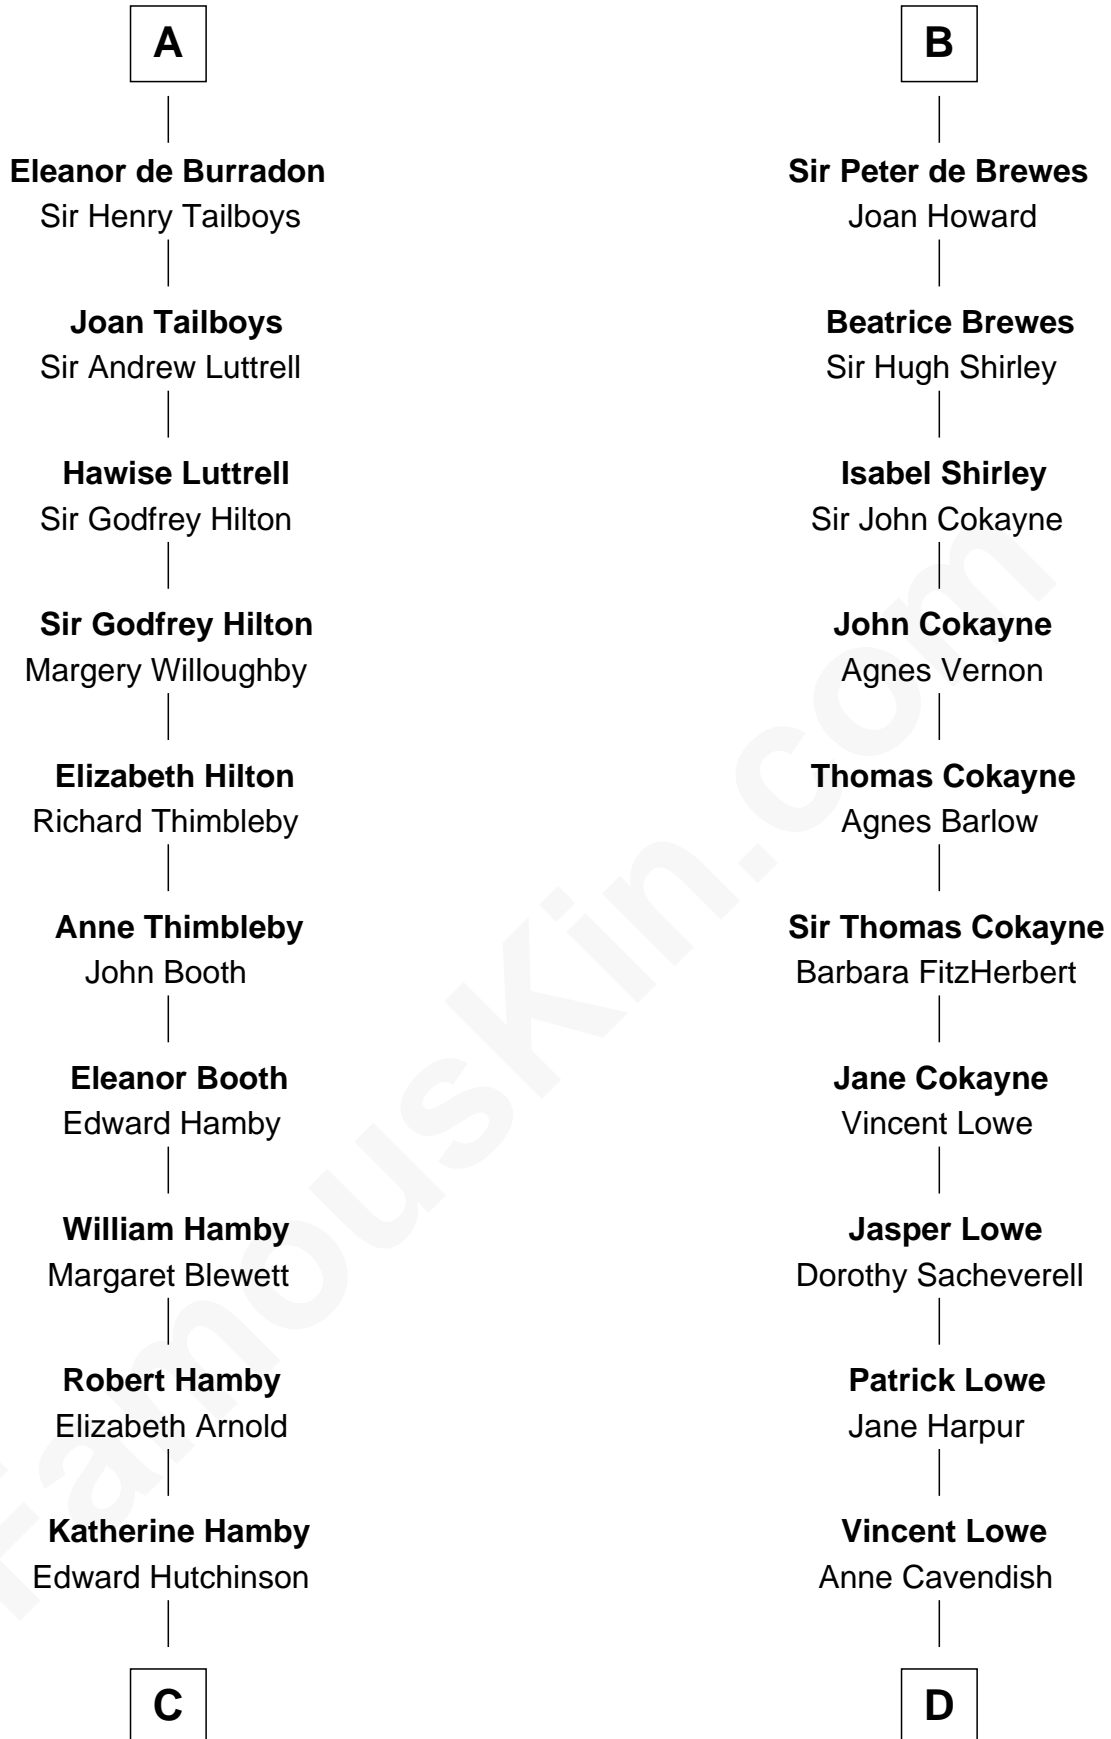 A
Eleanor de Burradon
Sir Henry Tailboys
Joan Tailboys
Sir Andrew Luttrell
Hawise Luttrell
Sir Godfrey Hilton
Sir Godfrey Hilton
Margery Willoughby
Elizabeth Hilton
Richard Thimbleby
Anne Thimbleby
John Booth
Eleanor Booth
Edward Hamby
William Hamby
Margaret Blewett
Robert Hamby
Elizabeth Arnold
Katherine Hamby
Edward Hutchinson
C
B
Sir Peter de Brewes
Joan Howard
Beatrice Brewes
Sir Hugh Shirley
Isabel Shirley
Sir John Cokayne
John Cokayne
Agnes Vernon
Thomas Cokayne
Agnes Barlow
Sir Thomas Cokayne
Barbara FitzHerbert
Jane Cokayne
Vincent Lowe
Jasper Lowe
Dorothy Sacheverell
Patrick Lowe
Jane Harpur
Vincent Lowe
Anne Cavendish
D
FamousKin.com